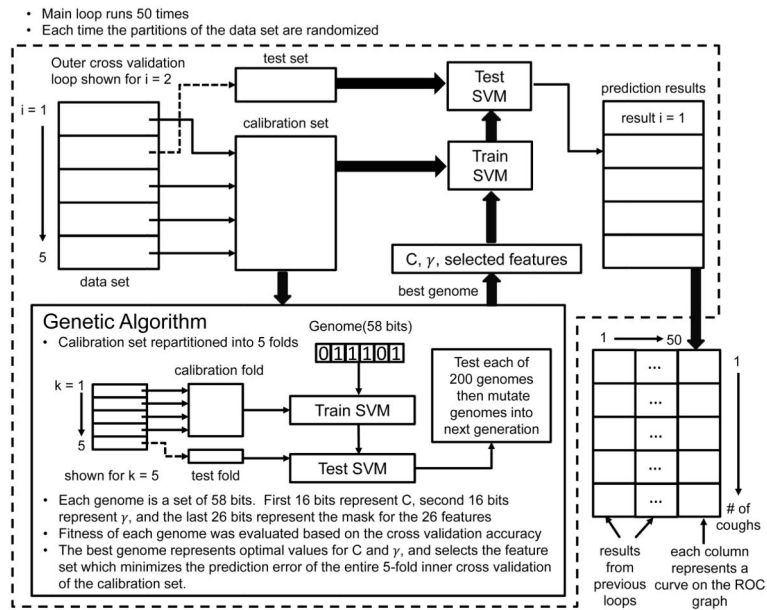 • Main loop runs 50 times
• Each time the partitions of the data set are randomized
Outer cross validation
loop shown for i = 2
test set
i = 1
5
data set
calibration set
Test
SVM
Train
SVM
C, γ, selected features
best genome
prediction results
result i = 1
Genetic Algorithm
• Calibration set repartitioned into 5 folds
Genome(58 bits)
011101
k = 1
5
shown for k = 5
calibration fold
test fold
Train SVM
Test SVM
Test each of
200 genomes
then mutate
genomes into
next generation
• Each genome is a set of 58 bits. First 16 bits represent C, second 16 bits
represent γ, and the last 26 bits represent the mask for the 26 features
• Fitness of each genome was evaluated based on the cross validation accuracy
• The best genome represents optimal values for C and γ, and selects the feature
set which minimizes the prediction error of the entire 5-fold inner cross validation
of the calibration set.
1 50
...
...
...
...
...
1
# of
coughs
results
from
previous
loops
each column
represents a
curve on the ROC
graph